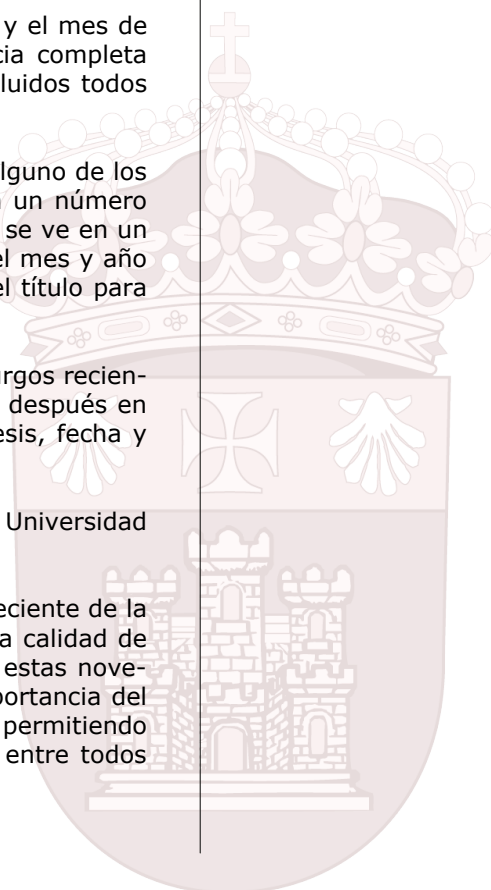 y el mes de
cia completa
luidos todos
lguno de los
un número
se ve en un
el mes y año
el título para
urgos recien-
después en
esis, fecha y
Universidad
eciente de la
a calidad de
estas nove-
portancia del
permitiendo
entre todos